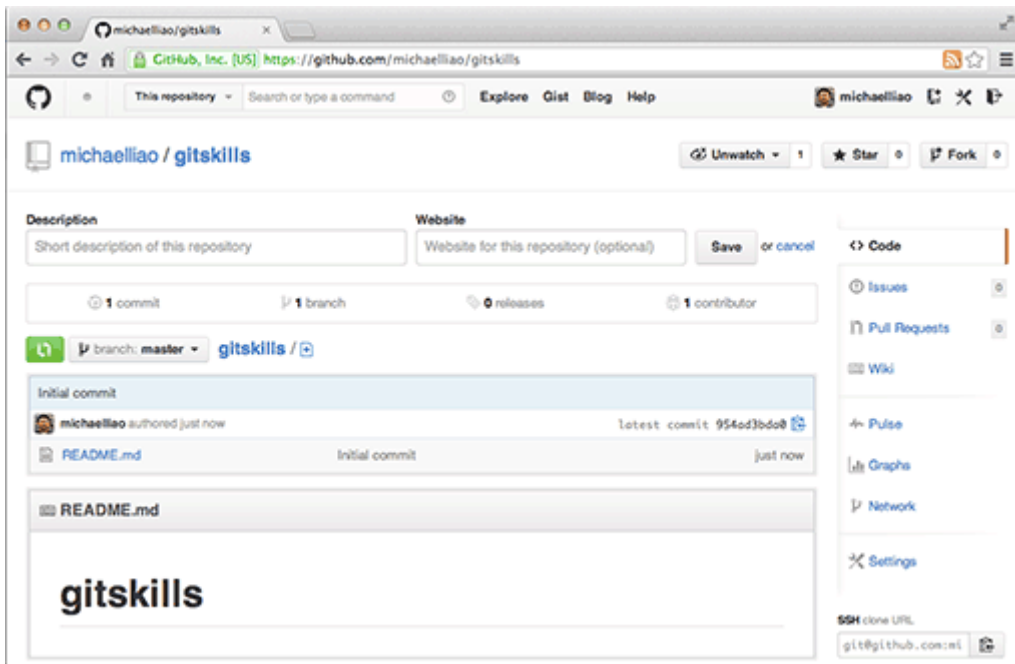 michaelliao/gitskills
GitHub, Inc. [US] https://github.com/michaelliao/gitskills
This repository Search or type a command Explore Gist Blog Help michaelliao
michaelliao / gitskills Unwatch 1 Star 0 Fork 0
Description Website
Short description of this repository Website for this repository (optional) Save or cancel
<> Code
1 commit 1 branch 0 releases 1 contributor
Issues 0
Pull Requests 0
branch: master gitskills /
Wiki
Initial commit
michaelliao authored just now latest commit 954ad3bda0
Pulse
README.md Initial commit just now
Graphs
README.md
Network
Settings
gitskills
SSH clone URL
git@github.com:mi